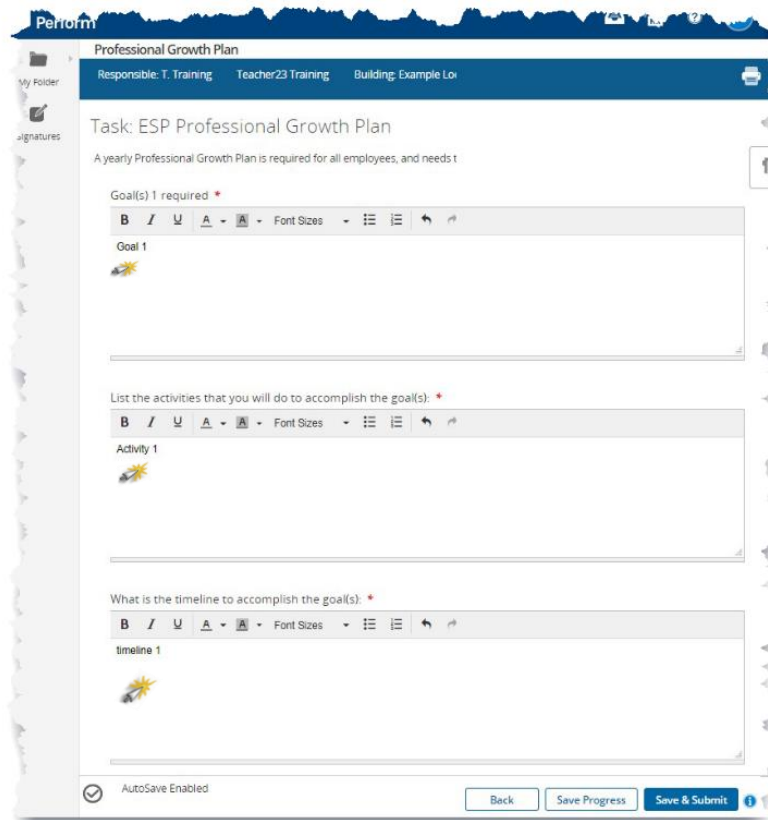 Perform
Professional Growth Plan
My Folder
Responsible: T. Training Teacher23 Training Building: Example Lo
Signatures
Task: ESP Professional Growth Plan
A yearly Professional Growth Plan is required for all employees, and needs t
Goal(s) 1 required *
B I U A A Font Sizes
Goal 1
List the activities that you will do to accomplish the goal(s): *
B I U A A Font Sizes
Activity 1
What is the timeline to accomplish the goal(s): *
B I U A A Font Sizes
timeline 1
AutoSave Enabled
Back Save Progress Save & Submit